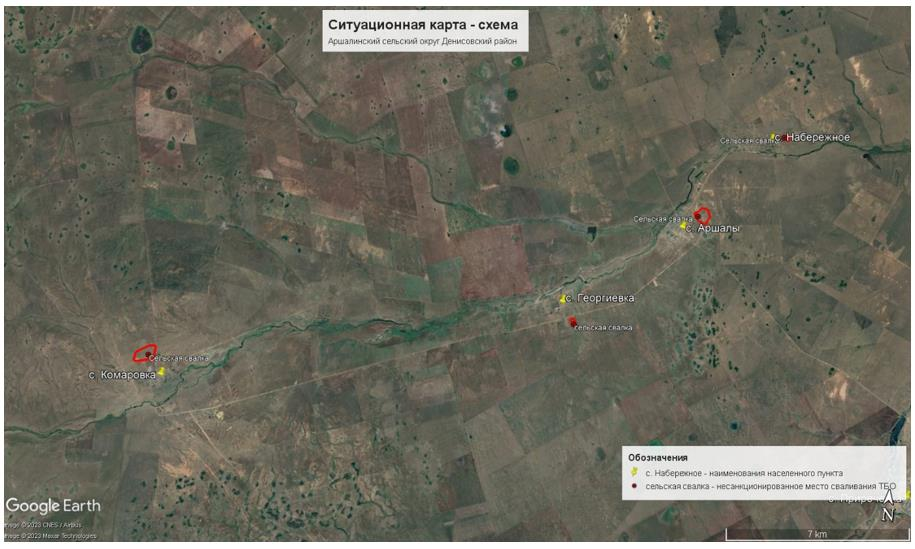 Ситуационная карта - схема
Аршалинский сельский округ Денисовский район
Сельская свалка
с. Набережное
Сельская свалка
с. Аршалы
с. Георгиевка
сельская свалка
Сельская свалка
с. Комаровка
Обозначения
с. Набережное - наименования населенного пункта
сельская свалка - несанкционированное место сваливания ТБО
N
7 km
Google Earth
Image © 2023 CNES / Airbus
Image © 2023 Maxar Technologies